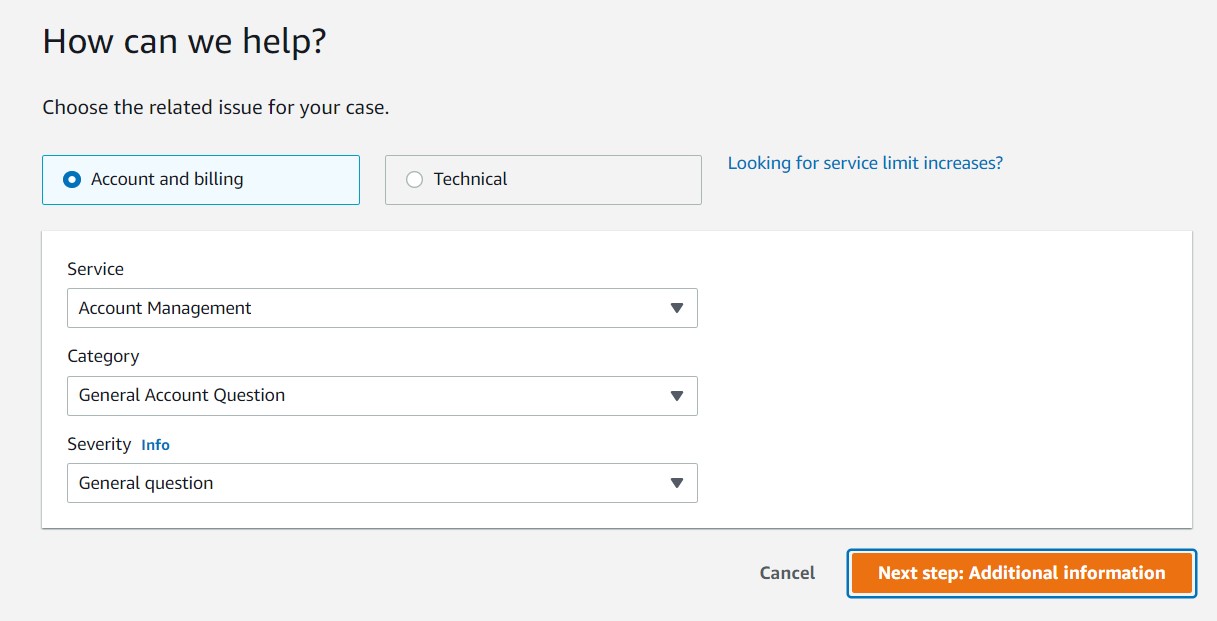 How can we help?
Choose the related issue for your case.
Account and billing
Technical
Looking for service limit increases?
Service
Account Management
Category
General Account Question
Severity Info
General question
Cancel
Next step: Additional information